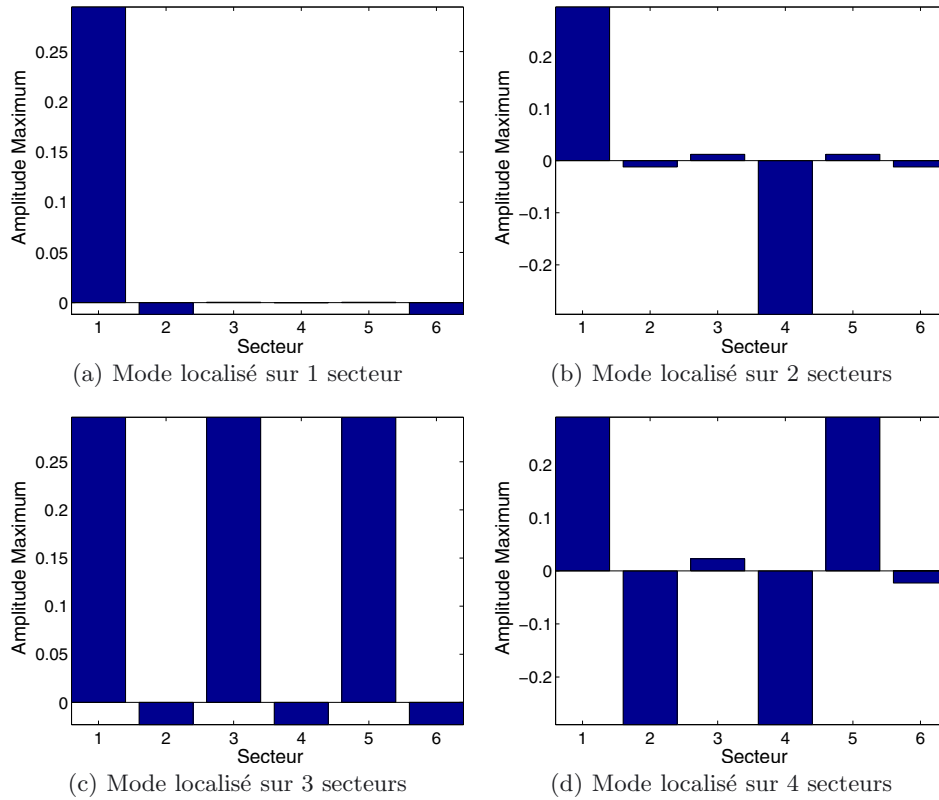 Amplitude Maximum
0.25
0.2
0.15
0.1
0.05
0
1 2 3 4 5 6
Secteur
(a) Mode localisé sur 1 secteur
Amplitude Maximum
0.2
0.1
0
−0.1
−0.2
1 2 3 4 5 6
Secteur
(b) Mode localisé sur 2 secteurs
Amplitude Maximum
0.25
0.2
0.15
0.1
0.05
0
1 2 3 4 5 6
Secteur
(c) Mode localisé sur 3 secteurs
Amplitude Maximum
0.2
0.1
0
−0.1
−0.2
1 2 3 4 5 6
Secteur
(d) Mode localisé sur 4 secteurs